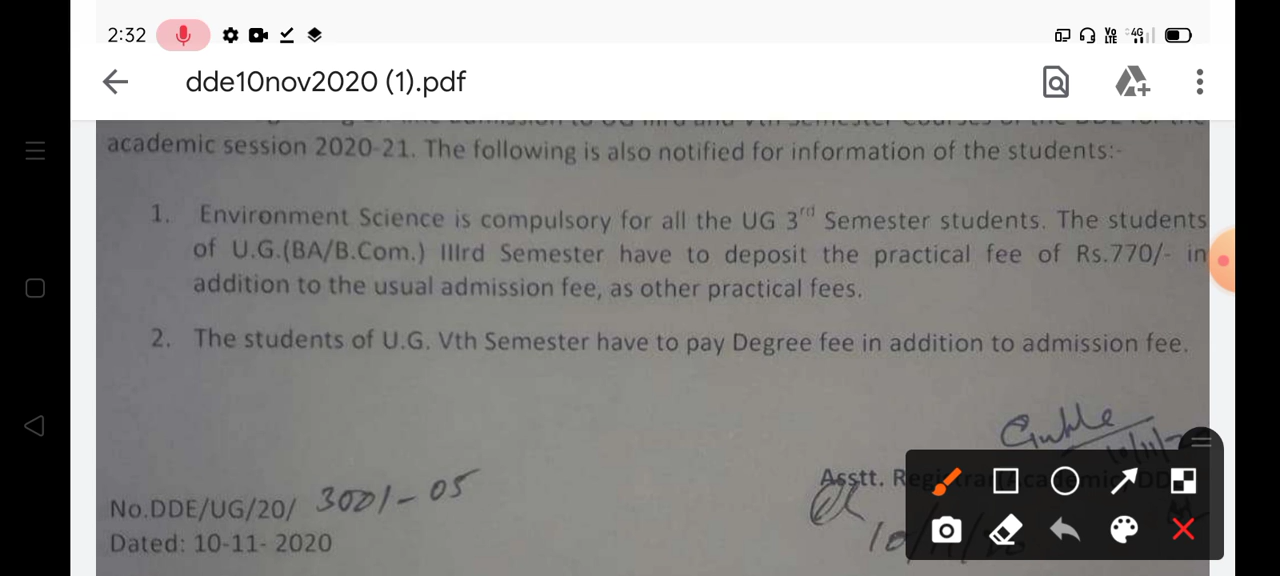 2:32
Vo LTE 4G
dde10nov2020 (1).pdf
academic session 2020-21. The following is also notified for information of the students:-
1. Environment Science is compulsory for all the UG 3rd Semester students. The students
of U.G.(BA/B.Com.) IIIrd Semester have to deposit the practical fee of Rs.770/- in
addition to the usual admission fee, as other practical fees.
2. The students of U.G. Vth Semester have to pay Degree fee in addition to admission fee.
Asstt.
No.DDE/UG/20/ 3001-05
Dated: 10-11- 2020